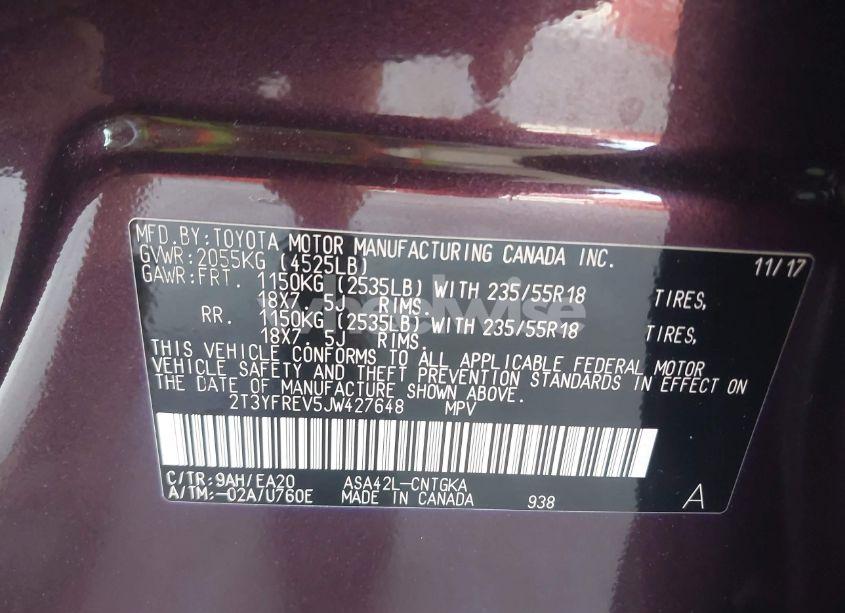 MFD.BY:TOYOTA MOTOR MANUFACTURING CANADA INC. 11/17
GVWR:2055KG (4525LB)
GAWR:FRT. 1150KG (2535LB) WITH 235/55R18 TIRES,
18X7. 5J RIMS.
RR. 1150KG (2535LB) WITH 235/55R18 TIRES,
18X7. 5J RIMS.
THIS VEHICLE CONFORMS TO ALL APPLICABLE FEDERAL MOTOR
VEHICLE SAFETY AND THEFT PREVENTION STANDARDS IN EFFECT ON
THE DATE OF MANUFACTURE SHOWN ABOVE.
2T3YFREV5JW427648 MPV
C/TR:9AH/EA20 ASA42L-CNTGKA
A/TM:-02A/U760E MADE IN CANADA 938 A
wheelwise